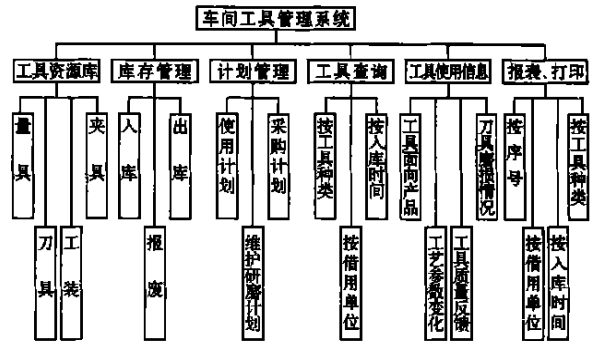 车间工具管理系统
工具资源库
库存管理
计划管理
工具查询
工具使用信息
报表、打印
量具
夹具
入库
出库
使用计划
采购计划
按工具种类
按入库时间
工具面向产品
刀具磨损情况
按序号
按工具种类
刀具
工装
报废
维护研磨计划
按借用单位
工艺参数变化
工具质量反馈
按借用单位
按入库时间